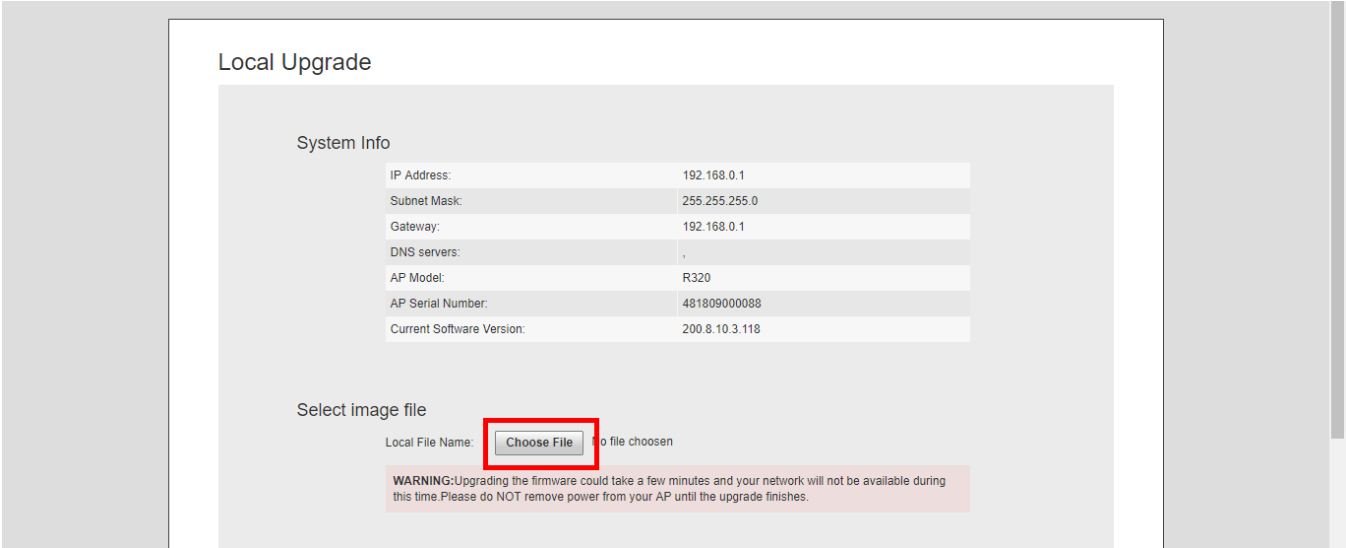 Local Upgrade
System Info
IP Address: 192.168.0.1
Subnet Mask: 255.255.255.0
Gateway: 192.168.0.1
DNS servers: ,
AP Model: R320
AP Serial Number: 481809000088
Current Software Version: 200.8.10.3.118
Select image file
Local File Name: Choose File No file choosen
WARNING:Upgrading the firmware could take a few minutes and your network will not be available during
this time.Please do NOT remove power from your AP until the upgrade finishes.